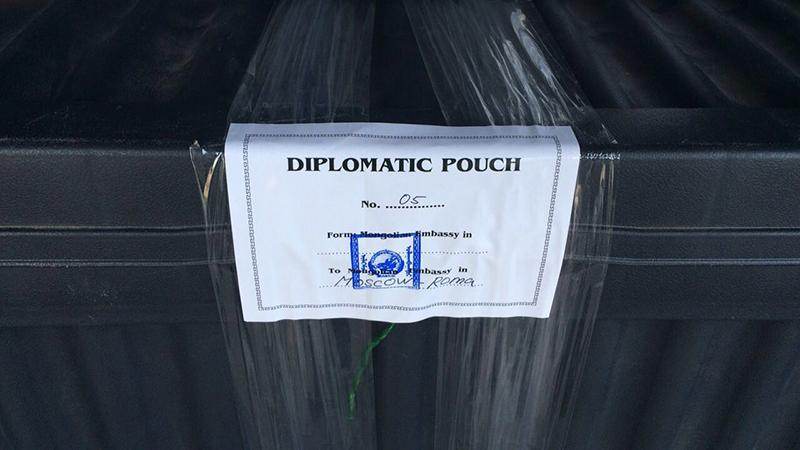 DIPLOMATIC POUCH
No. ....05..........
Form: Mongolian Embassy in
To Mongolian Embassy in
Moscow Roma